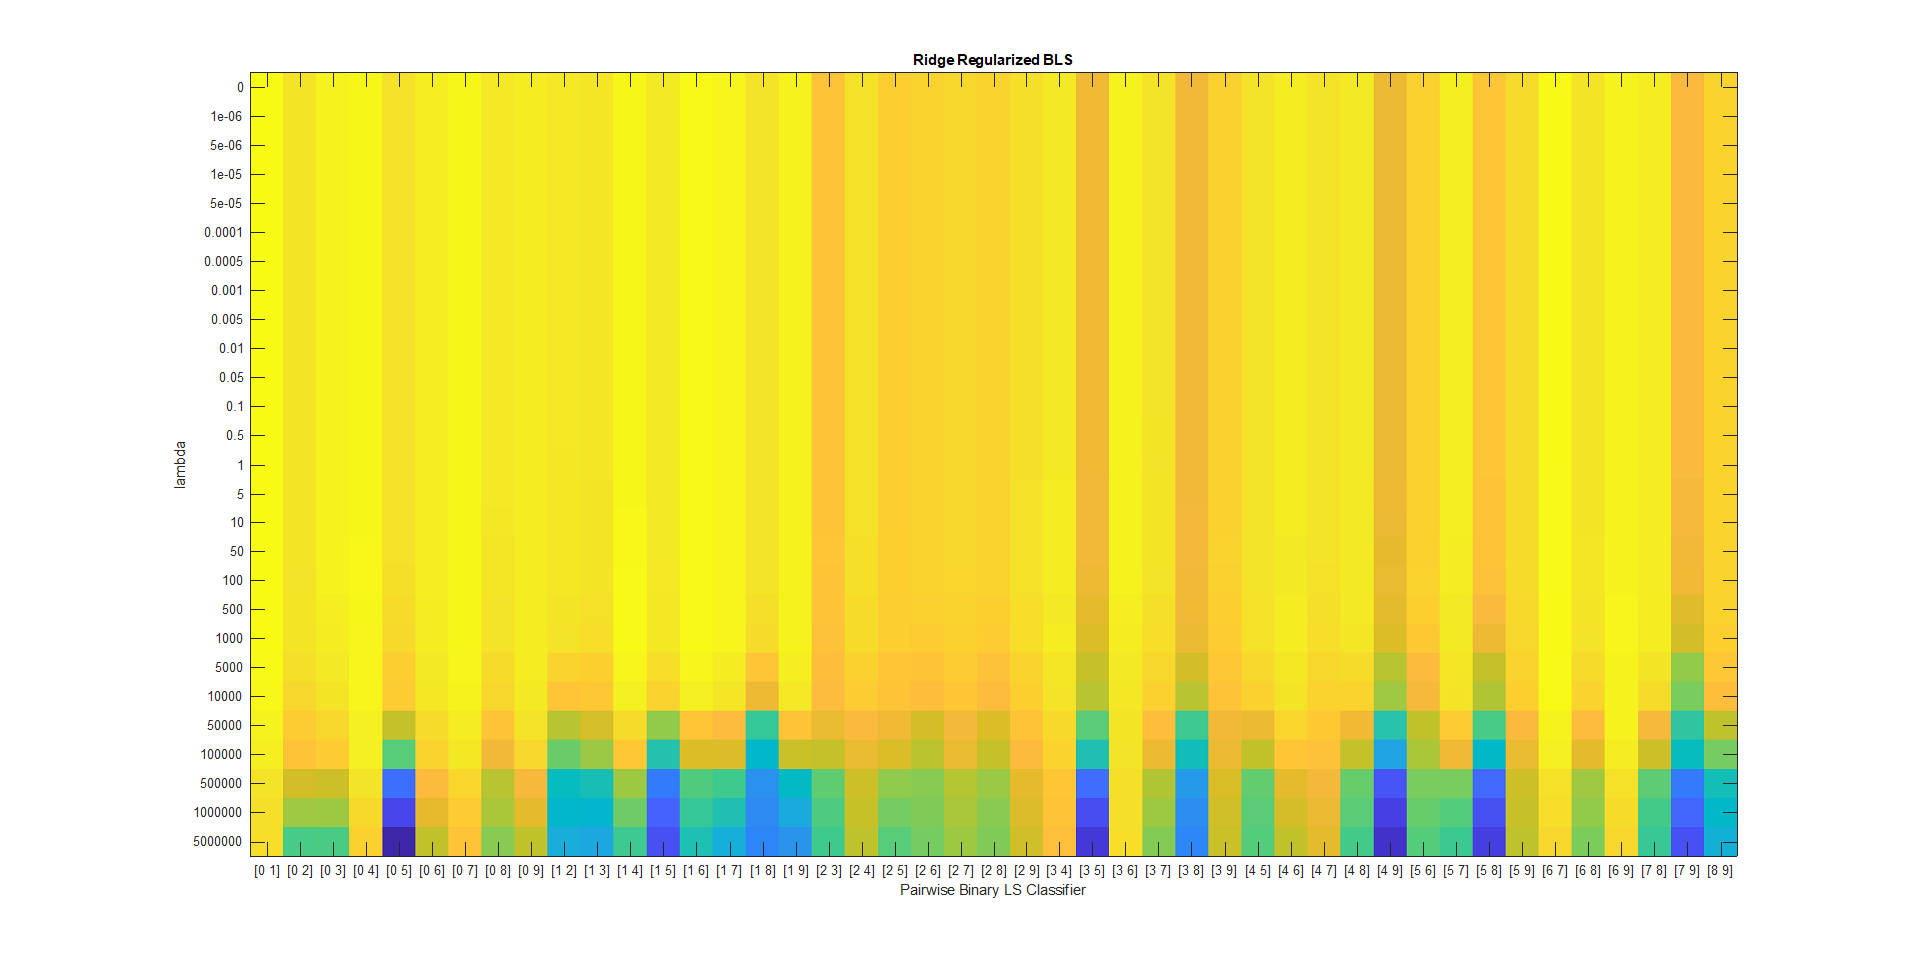 Ridge Regularized BLS
0
1e-06
5e-06
1e-05
5e-05
0.0001
0.0005
0.001
0.005
0.01
0.05
0.1
0.5
1
5
10
50
100
500
1000
5000
10000
50000
100000
500000
1000000
5000000
lambda
[0 1] [0 2] [0 3] [0 4] [0 5] [0 6] [0 7] [0 8] [0 9] [1 2] [1 3] [1 4] [1 5] [1 6] [1 7] [1 8] [1 9] [2 3] [2 4] [2 5] [2 6] [2 7] [2 8] [2 9] [3 4] [3 5] [3 6] [3 7] [3 8] [3 9] [4 5] [4 6] [4 7] [4 8] [4 9] [5 6] [5 7] [5 8] [5 9] [6 7] [6 8] [6 9] [7 8] [7 9] [8 9]
Pairwise Binary LS Classifier